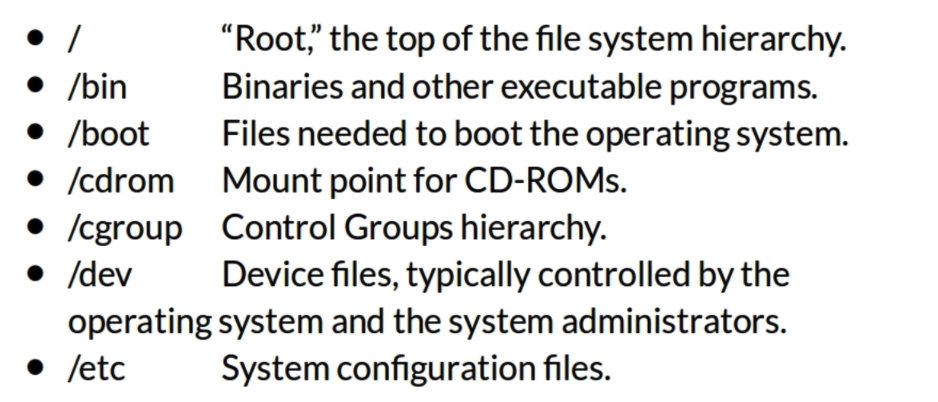 • / “Root,” the top of the file system hierarchy.
• /bin Binaries and other executable programs.
• /boot Files needed to boot the operating system.
• /cdrom Mount point for CD-ROMs.
• /cgroup Control Groups hierarchy.
• /dev Device files, typically controlled by the
operating system and the system administrators.
• /etc System configuration files.